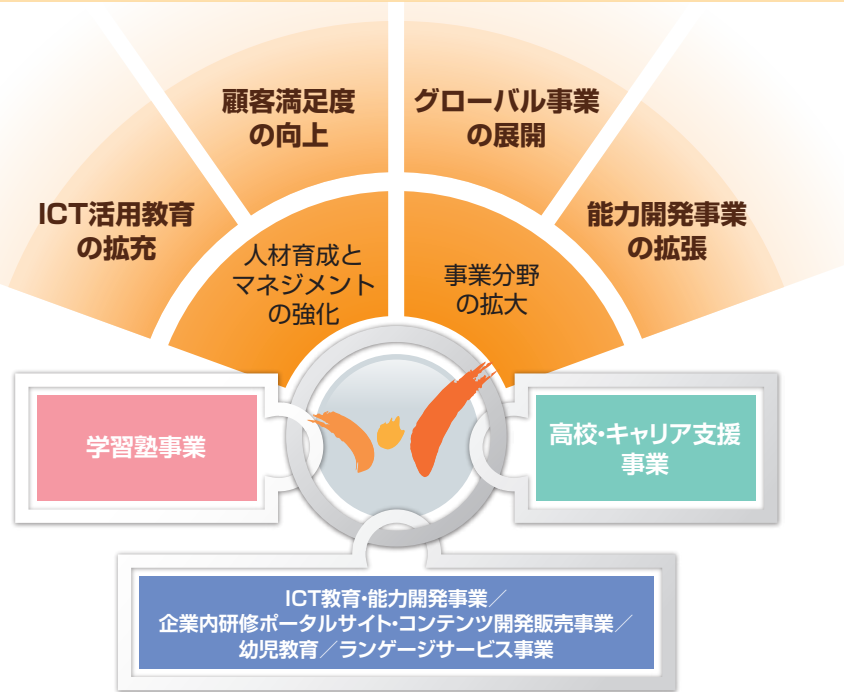 顧客満足度
の向上
グローバル事業
の展開
ICT活用教育
の拡充
能力開発事業
の拡張
人材育成と
マネジメント
の強化
事業分野
の拡大
学習塾事業
高校・キャリア支援
事業
ICT教育・能力開発事業／
企業内研修ポータルサイト・コンテンツ開発販売事業／
幼児教育／ランゲージサービス事業